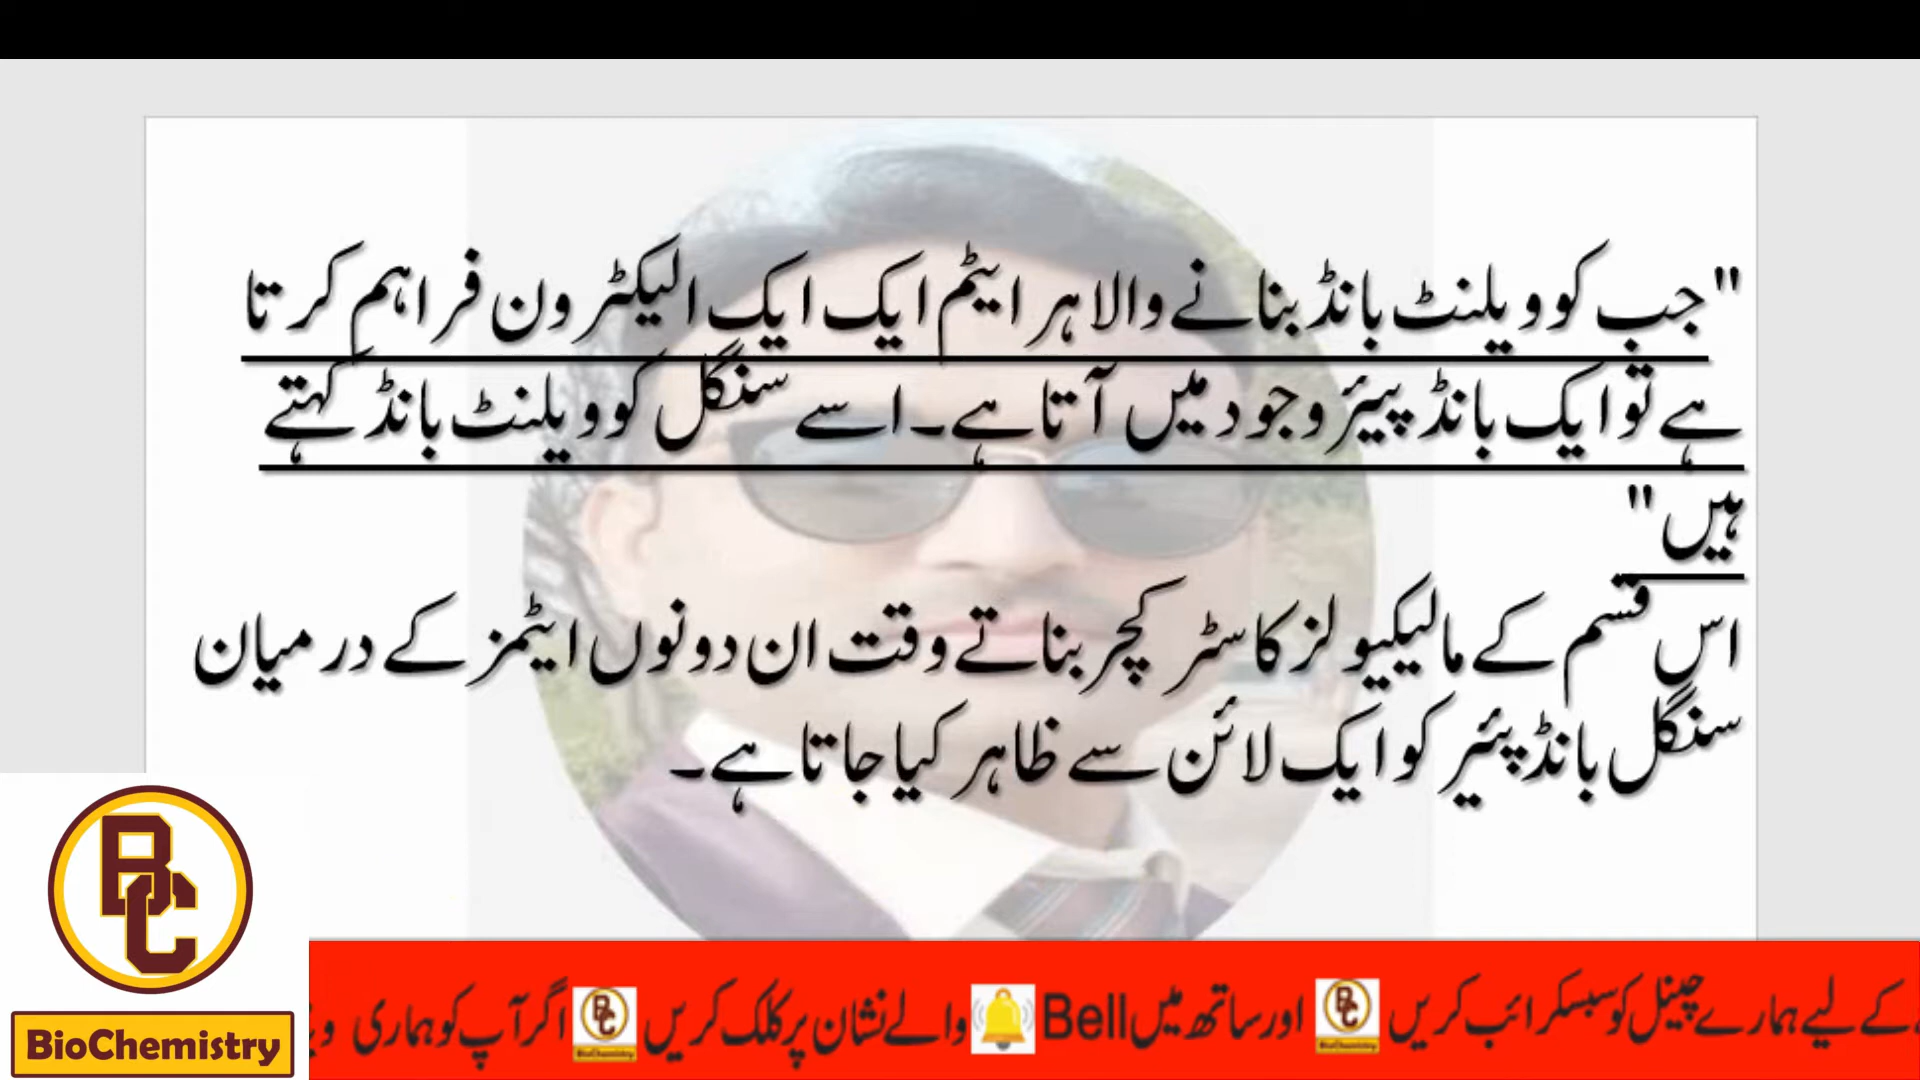 "جب کوویلنٹ بانڈ بنانے والا ہر ایٹم ایک ایک الیکٹرون فراہم کرتا
ہے تو ایک بانڈ پیئر وجود میں آتا ہے۔ اسے سنگل کوویلنٹ بانڈ کہتے
ہیں"
اس قسم کے مالیکیولز کا سٹرکچر بناتے وقت ان دونوں ایٹمز کے درمیان
سنگل بانڈ پئیر کو ایک لائن سے ظاہر کیا جاتا ہے۔
BC
BioChemistry
کے لیے ہمارے چینل کو سبسکرائب کریں اور ساتھ میں Bell والے نشان پر کلک کریں اگر آپ کو ہماری